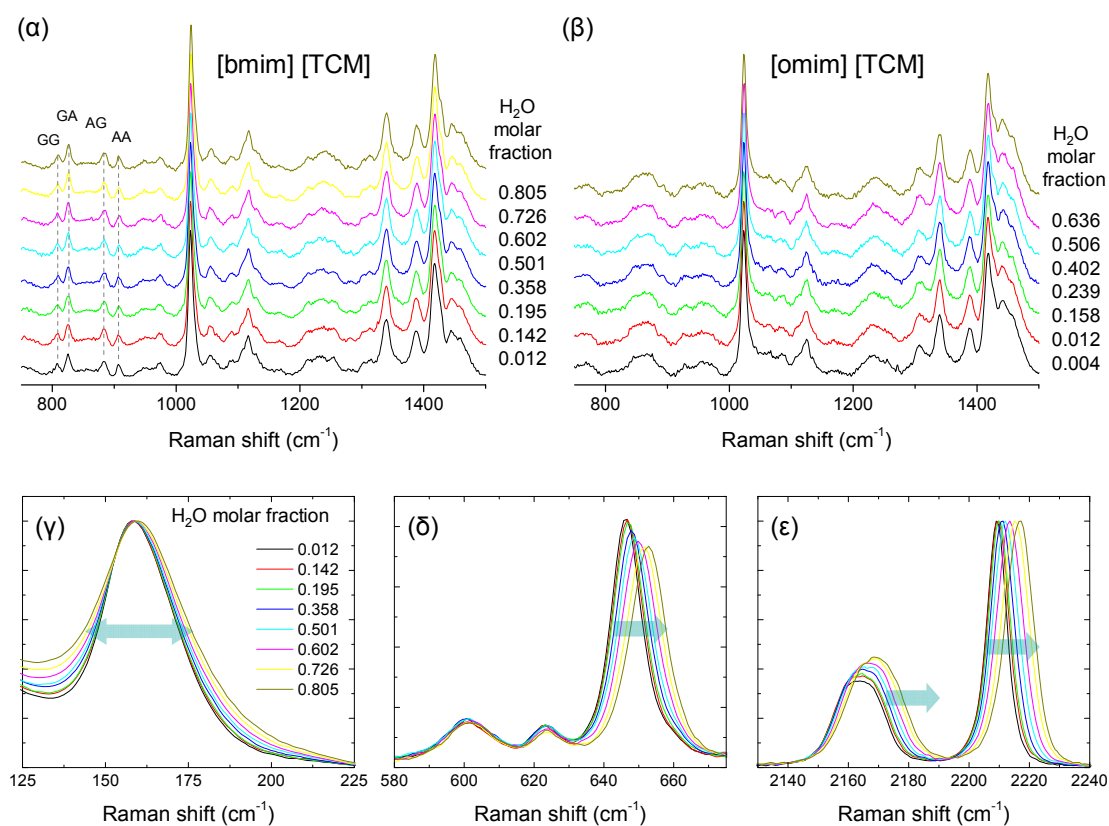 (α)
[bmim] [TCM]
GG
GA
AG
AA
H₂O
molar
fraction
0.805
0.726
0.602
0.501
0.358
0.195
0.142
0.012
800 1000 1200 1400
Raman shift (cm⁻¹)
(β)
[omim] [TCM]
H₂O
molar
fraction
0.636
0.506
0.402
0.239
0.158
0.012
0.004
800 1000 1200 1400
Raman shift (cm⁻¹)
(γ)
H₂O molar fraction
0.012
0.142
0.195
0.358
0.501
0.602
0.726
0.805
125 150 175 200 225
Raman shift (cm⁻¹)
(δ)
580 600 620 640 660
Raman shift (cm⁻¹)
(ε)
2140 2160 2180 2200 2220 2240
Raman shift (cm⁻¹)